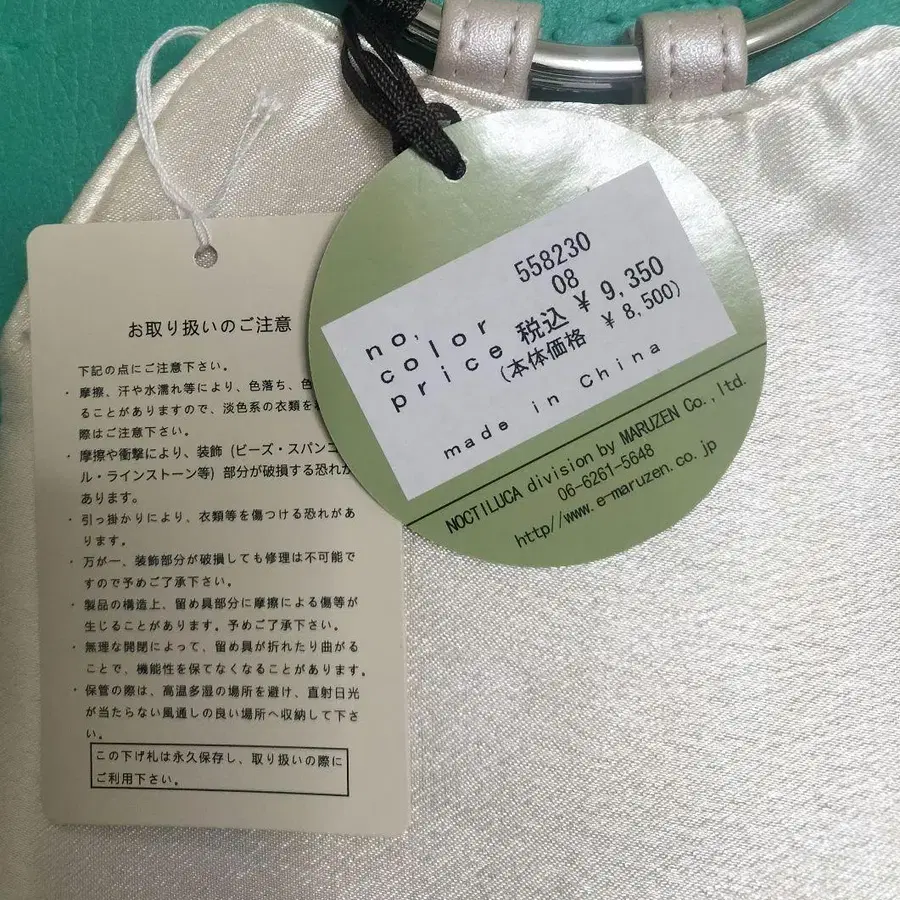 お取り扱いのご注意
下記の点にご注意下さい。
・摩擦、汗や水濡れ等により、色落ち、色
ることがありますので、淡色系の衣類を
際はご注意下さい。
・摩擦や衝撃により、装飾 (ビーズ・スパンコ
ル・ラインストーン等) 部分が破損する恐れが
あります。
・引っ掛かりにより、衣類等を傷つける恐れがあ
ります。
・万が一、装飾部分が破損しても修理は不可能で
すので予めご了承下さい。
・製品の構造上、留め具部分に摩擦による傷等が
生じることがあります。予めご了承下さい。
・無理な開閉によって、留め具が折れたり曲がる
ことで、機能性を保てなくなることがあります。
・保管の際は、高温多湿の場所を避け、直射日光
が当たらない風通しの良い場所へ収納して下さ
い。
この下げ札は永久保存し、取り扱いの際に
ご利用下さい。
no, 558230
color 08
price 税込 ¥ 9,350
(本体価格 ¥ 8,500)
made in China
NOCTILUCA division by MARUZEN Co.,ltd.
06-6261-5648
http//www.e-maruzen.co.jp